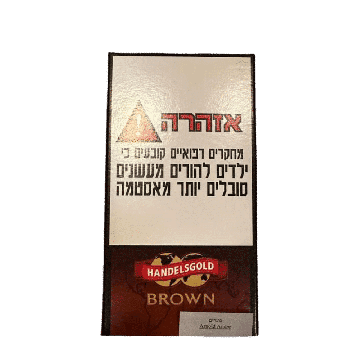 אזהרה
מחקרים רפואיים קובעים כי
ילדים להורים מעשנים
סובלים יותר מאסטמה
HANDELSGOLD
BROWN